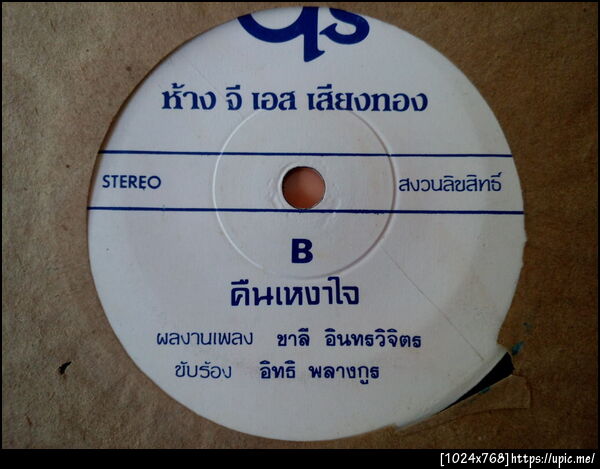 ห้าง จี เอส เสียงทอง
STEREO สงวนลิขสิทธิ์
B
คืนเหงาใจ
ผลงานเพลง ชาลี อินทรวิจิตร
ขับร้อง อิทธิ พลางกูร
[1024x768]https://upic.me/